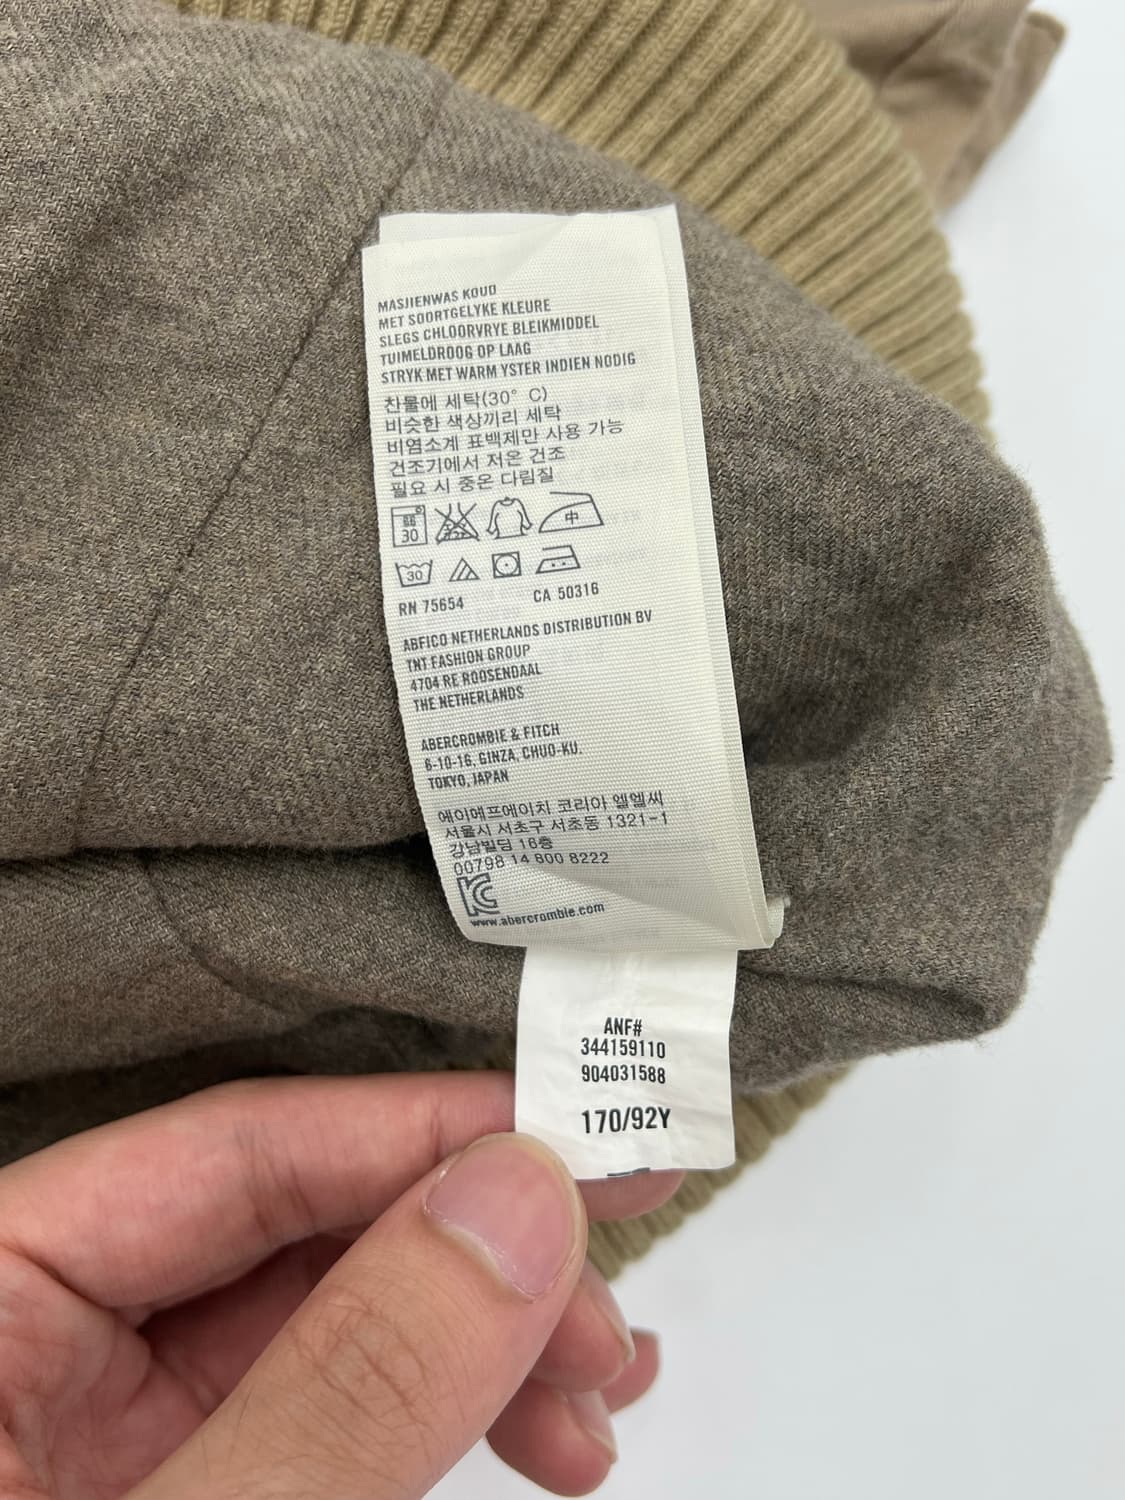 MASJIENWAS KOUD
MET SOORTGELYKE KLEURE
SLEGS CHLOORVRYE BLEIKMIDDEL
TUIMELDROOG OP LAAG
STRYK MET WARM YSTER INDIEN NODIG
찬물에 세탁(30° C)
비슷한 색상끼리 세탁
비염소계 표백제만 사용 가능
건조기에서 저온 건조
필요 시 중온 다림질
30 中
30
RN 75654 CA 50316
ABFICO NETHERLANDS DISTRIBUTION BV
TNT FASHION GROUP
4704 RE ROOSENDAAL
THE NETHERLANDS
ABERCROMBIE & FITCH
6-10-16, GINZA, CHUO-KU,
TOKYO, JAPAN
에이에프에이치 코리아 엘엘씨
서울시 서초구 서초동 1321-1
강남빌딩 16층
00798 14 800 8222
KC
www.abercrombie.com
ANF#
344159110
904031588
170/92Y